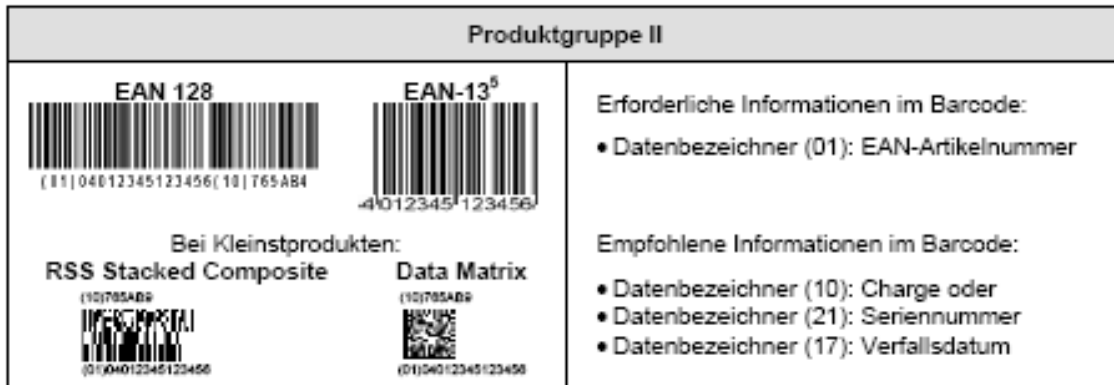 Produktgruppe II
EAN 128
(01)04012345123456(10)765AB4
EAN-13⁵
4 012345 123456
Bei Kleinstprodukten:
RSS Stacked Composite
(10)765AB9
(01)04012345123456
Data Matrix
(10)765AB9
(01)04012345123456
Erforderliche Informationen im Barcode:
• Datenbezeichner (01): EAN-Artikelnummer
Empfohlene Informationen im Barcode:
• Datenbezeichner (10): Charge oder
• Datenbezeichner (21): Seriennummer
• Datenbezeichner (17): Verfallsdatum